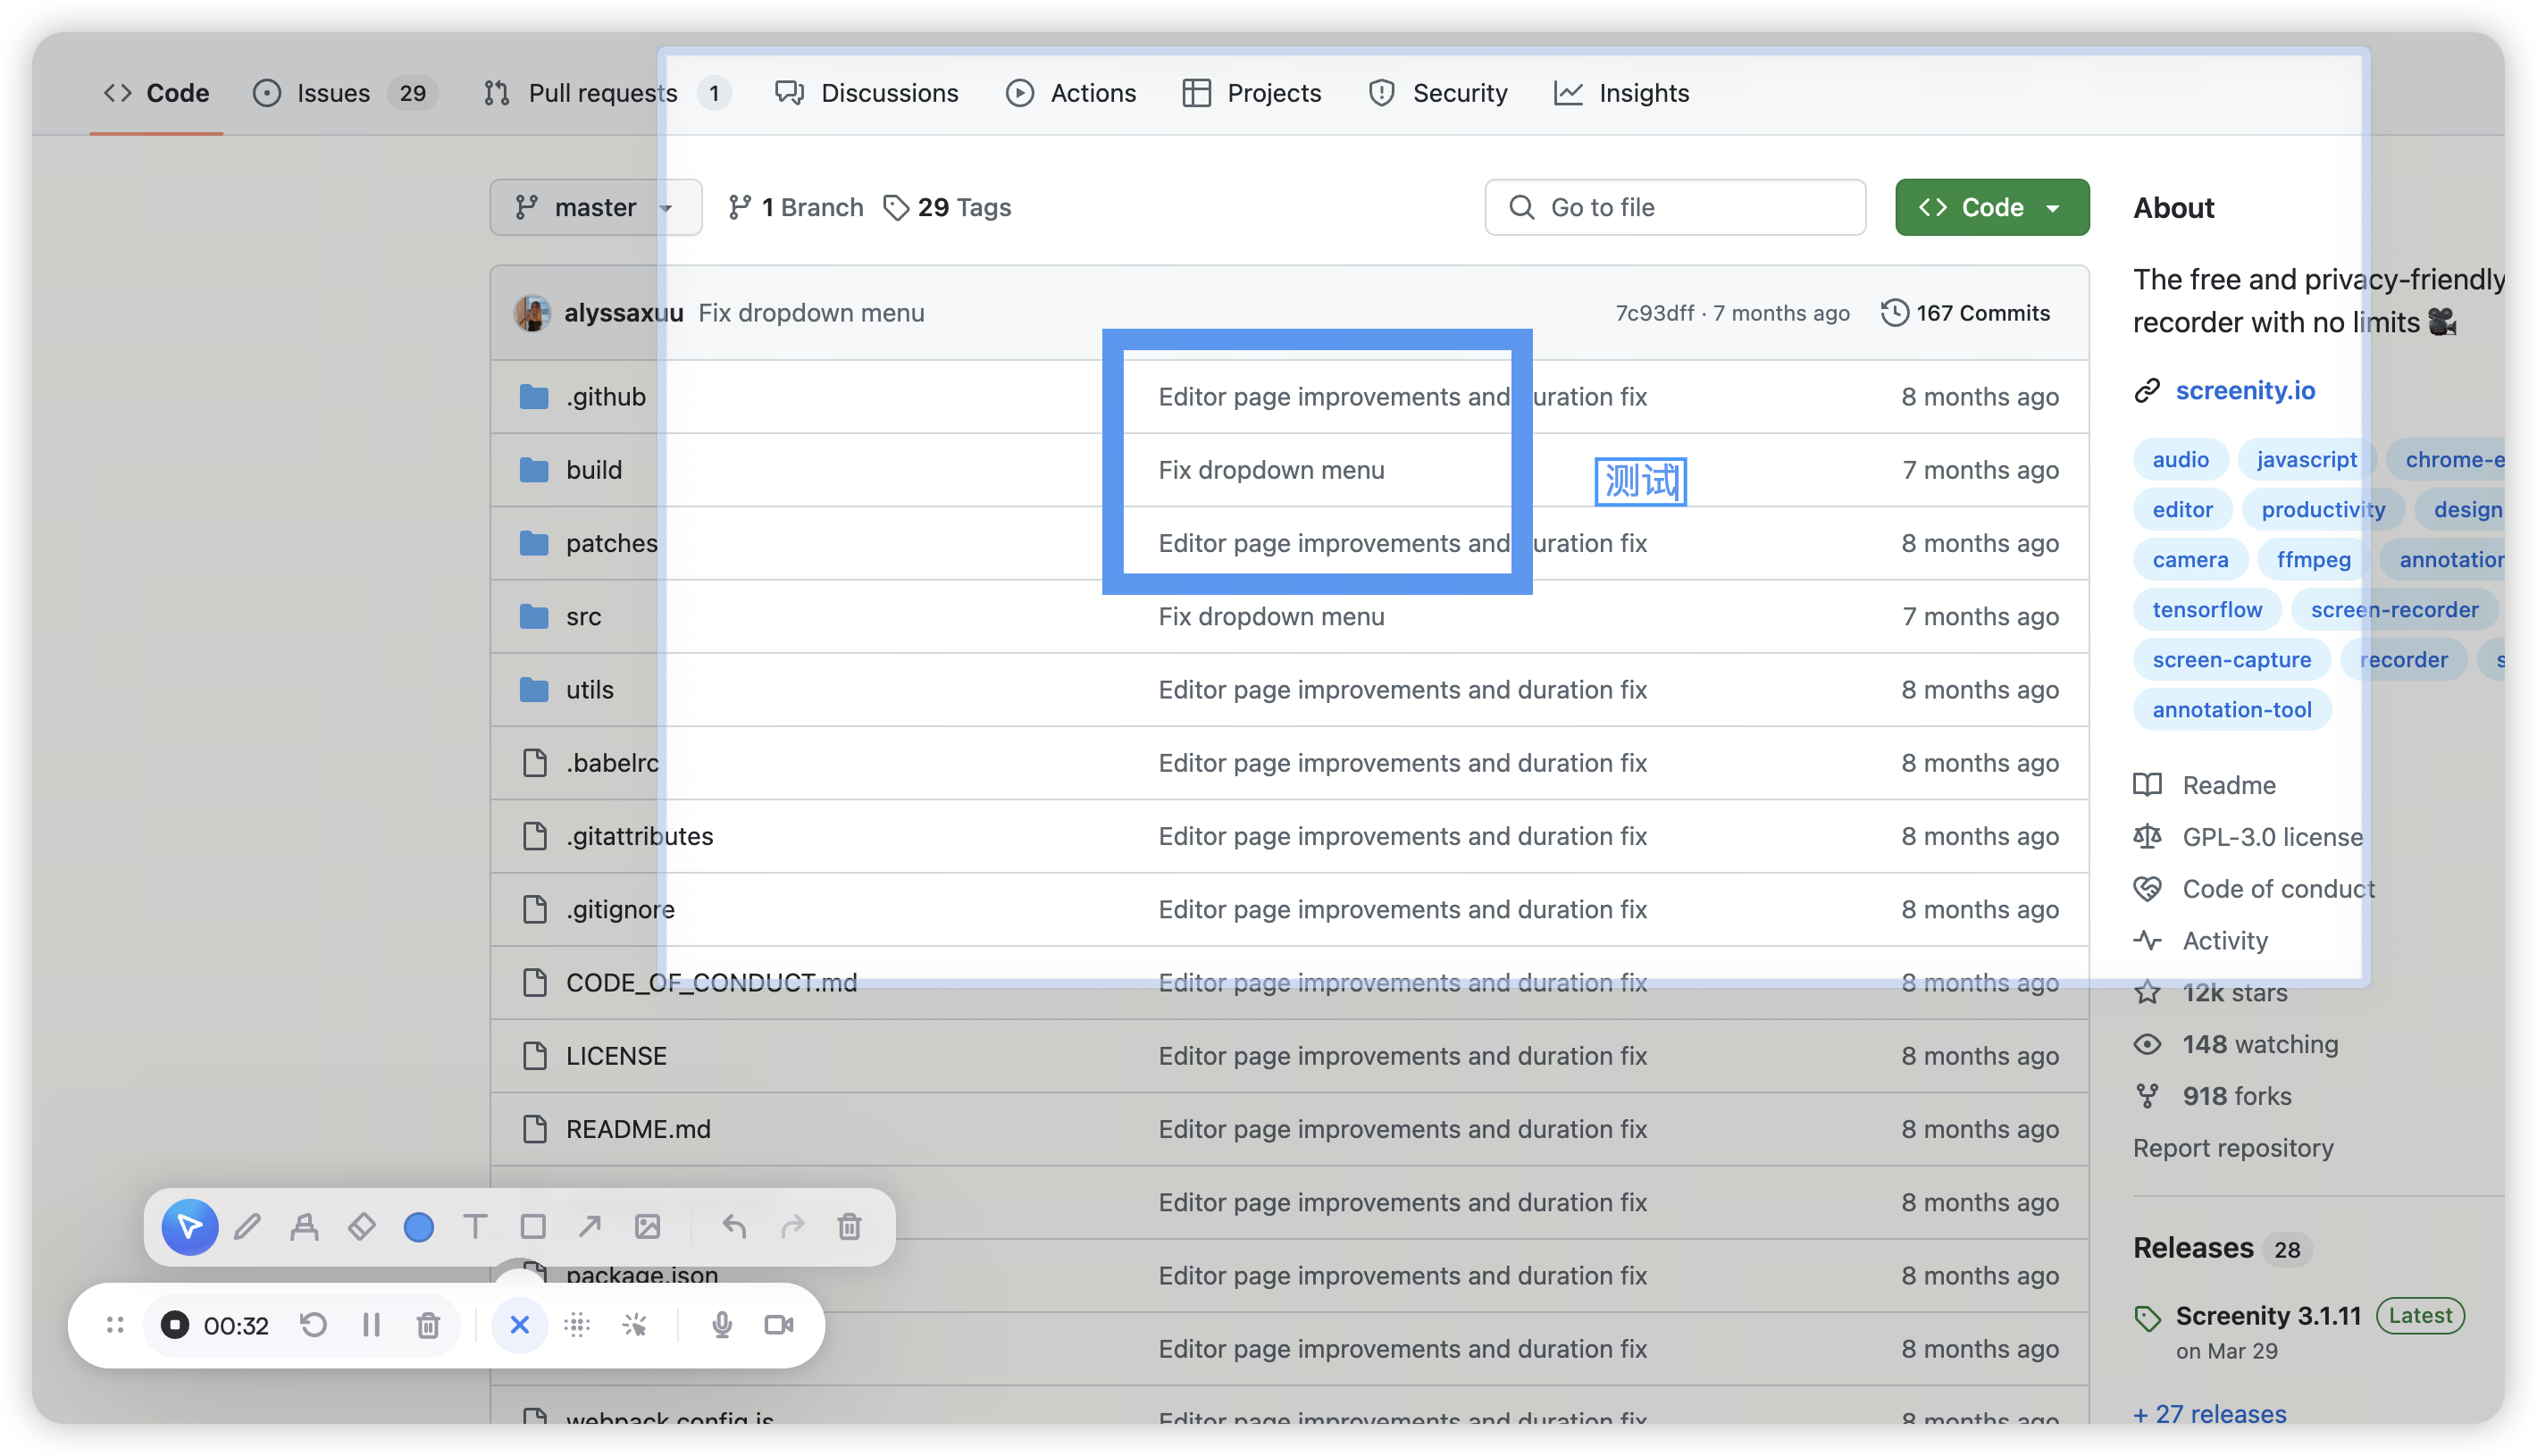 Code
Issues 29
Pull requests 1
Discussions
Actions
Projects
Security
Insights
master
1 Branch
29 Tags
Go to file
Code
alyssaxuu Fix dropdown menu
7c93dff · 7 months ago
167 Commits
.github Editor page improvements and uration fix 8 months ago
build Fix dropdown menu 7 months ago
测试
patches Editor page improvements and uration fix 8 months ago
src Fix dropdown menu 7 months ago
utils Editor page improvements and duration fix 8 months ago
.babelrc Editor page improvements and duration fix 8 months ago
.gitattributes Editor page improvements and duration fix 8 months ago
.gitignore Editor page improvements and duration fix 8 months ago
CODE_OF_CONDUCT.md Editor page improvements and duration fix 8 months ago
LICENSE Editor page improvements and duration fix 8 months ago
README.md Editor page improvements and duration fix 8 months ago
Editor page improvements and duration fix 8 months ago
package.json Editor page improvements and duration fix 8 months ago
Editor page improvements and duration fix 8 months ago
webpack.config.js Editor page improvements and duration fix 8 months ago
T
00:32
About
The free and privacy-friendly
recorder with no limits
screenity.io
audio javascript chrome-e
editor productivity design
camera ffmpeg annotation
tensorflow screen-recorder
screen-capture recorder s
annotation-tool
Readme
GPL-3.0 license
Code of conduct
Activity
12k stars
148 watching
918 forks
Report repository
Releases 28
Screenity 3.1.11 Latest
on Mar 29
+ 27 releases